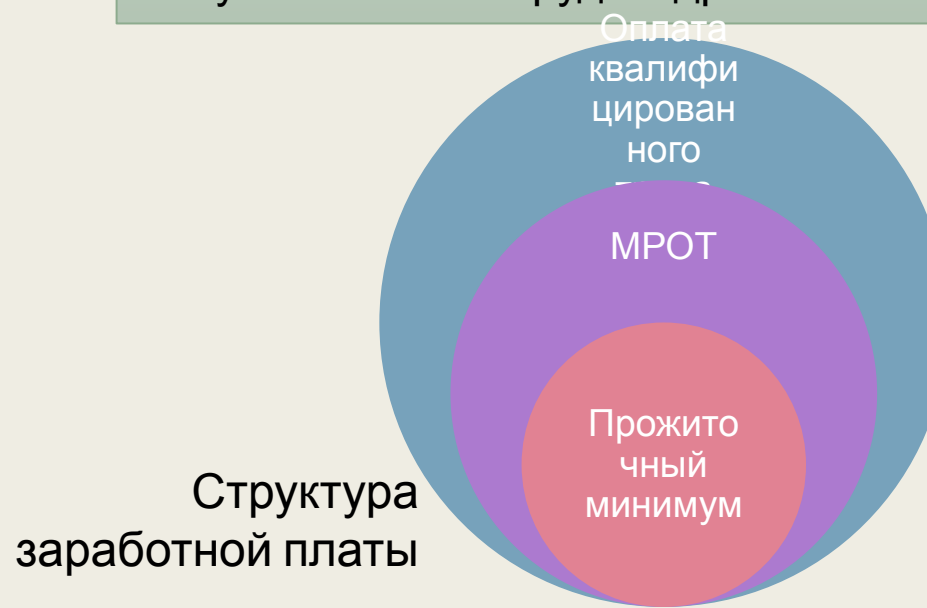 Оплата
квалифи
цирован
ного
МРОТ
Прожито
чный
минимум
Структура
заработной платы